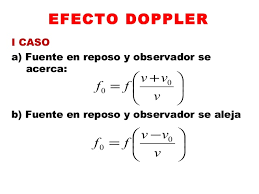 EFECTO DOPPLER
I CASO
a) Fuente en reposo y observador se
acerca:
f₀ = f((v+v₀)/v)
b) Fuente en reposo y observador se aleja
f₀ = f((v−v₀)/v)